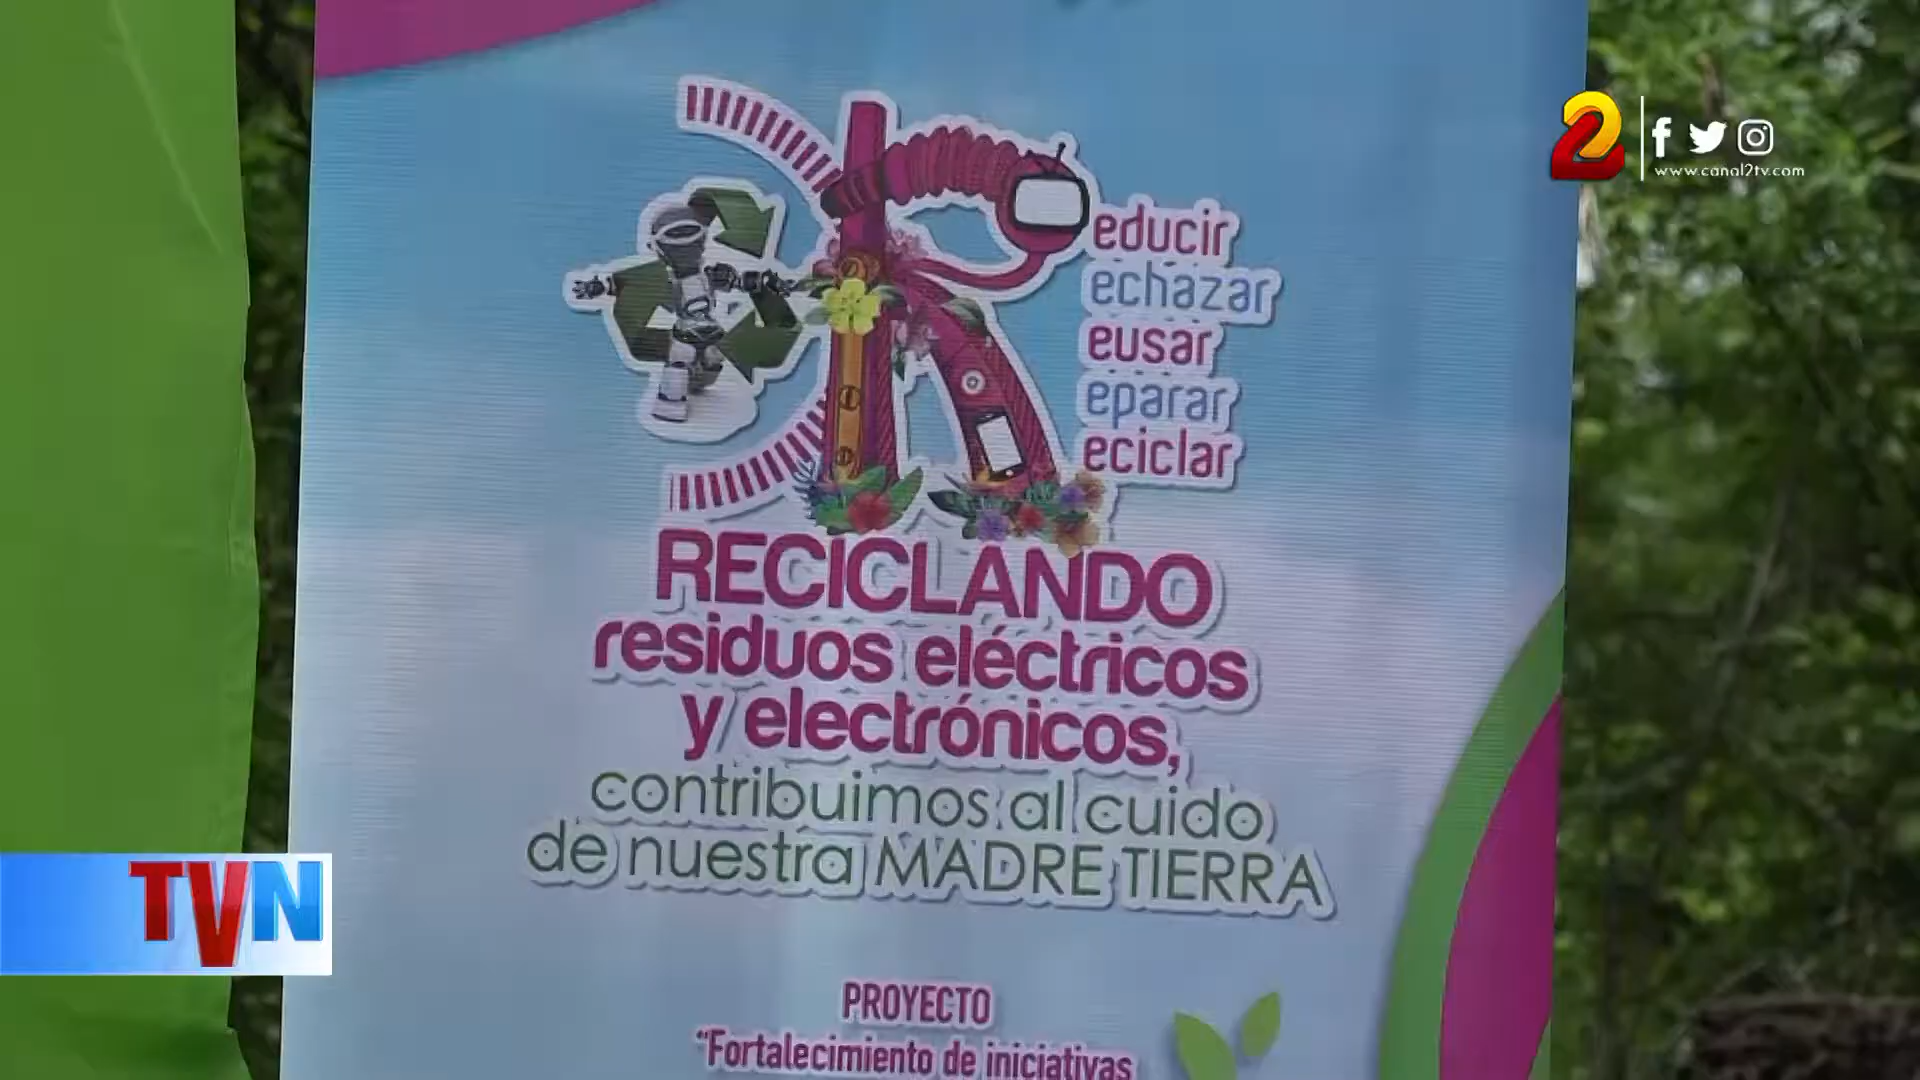 2
www.canal2tv.com
R
educir
echazar
eusar
eparar
eciclar
RECICLANDO
residuos eléctricos
y electrónicos,
contribuimos al cuido
de nuestra MADRE TIERRA
TVN
PROYECTO
"Fortalecimiento de iniciativas